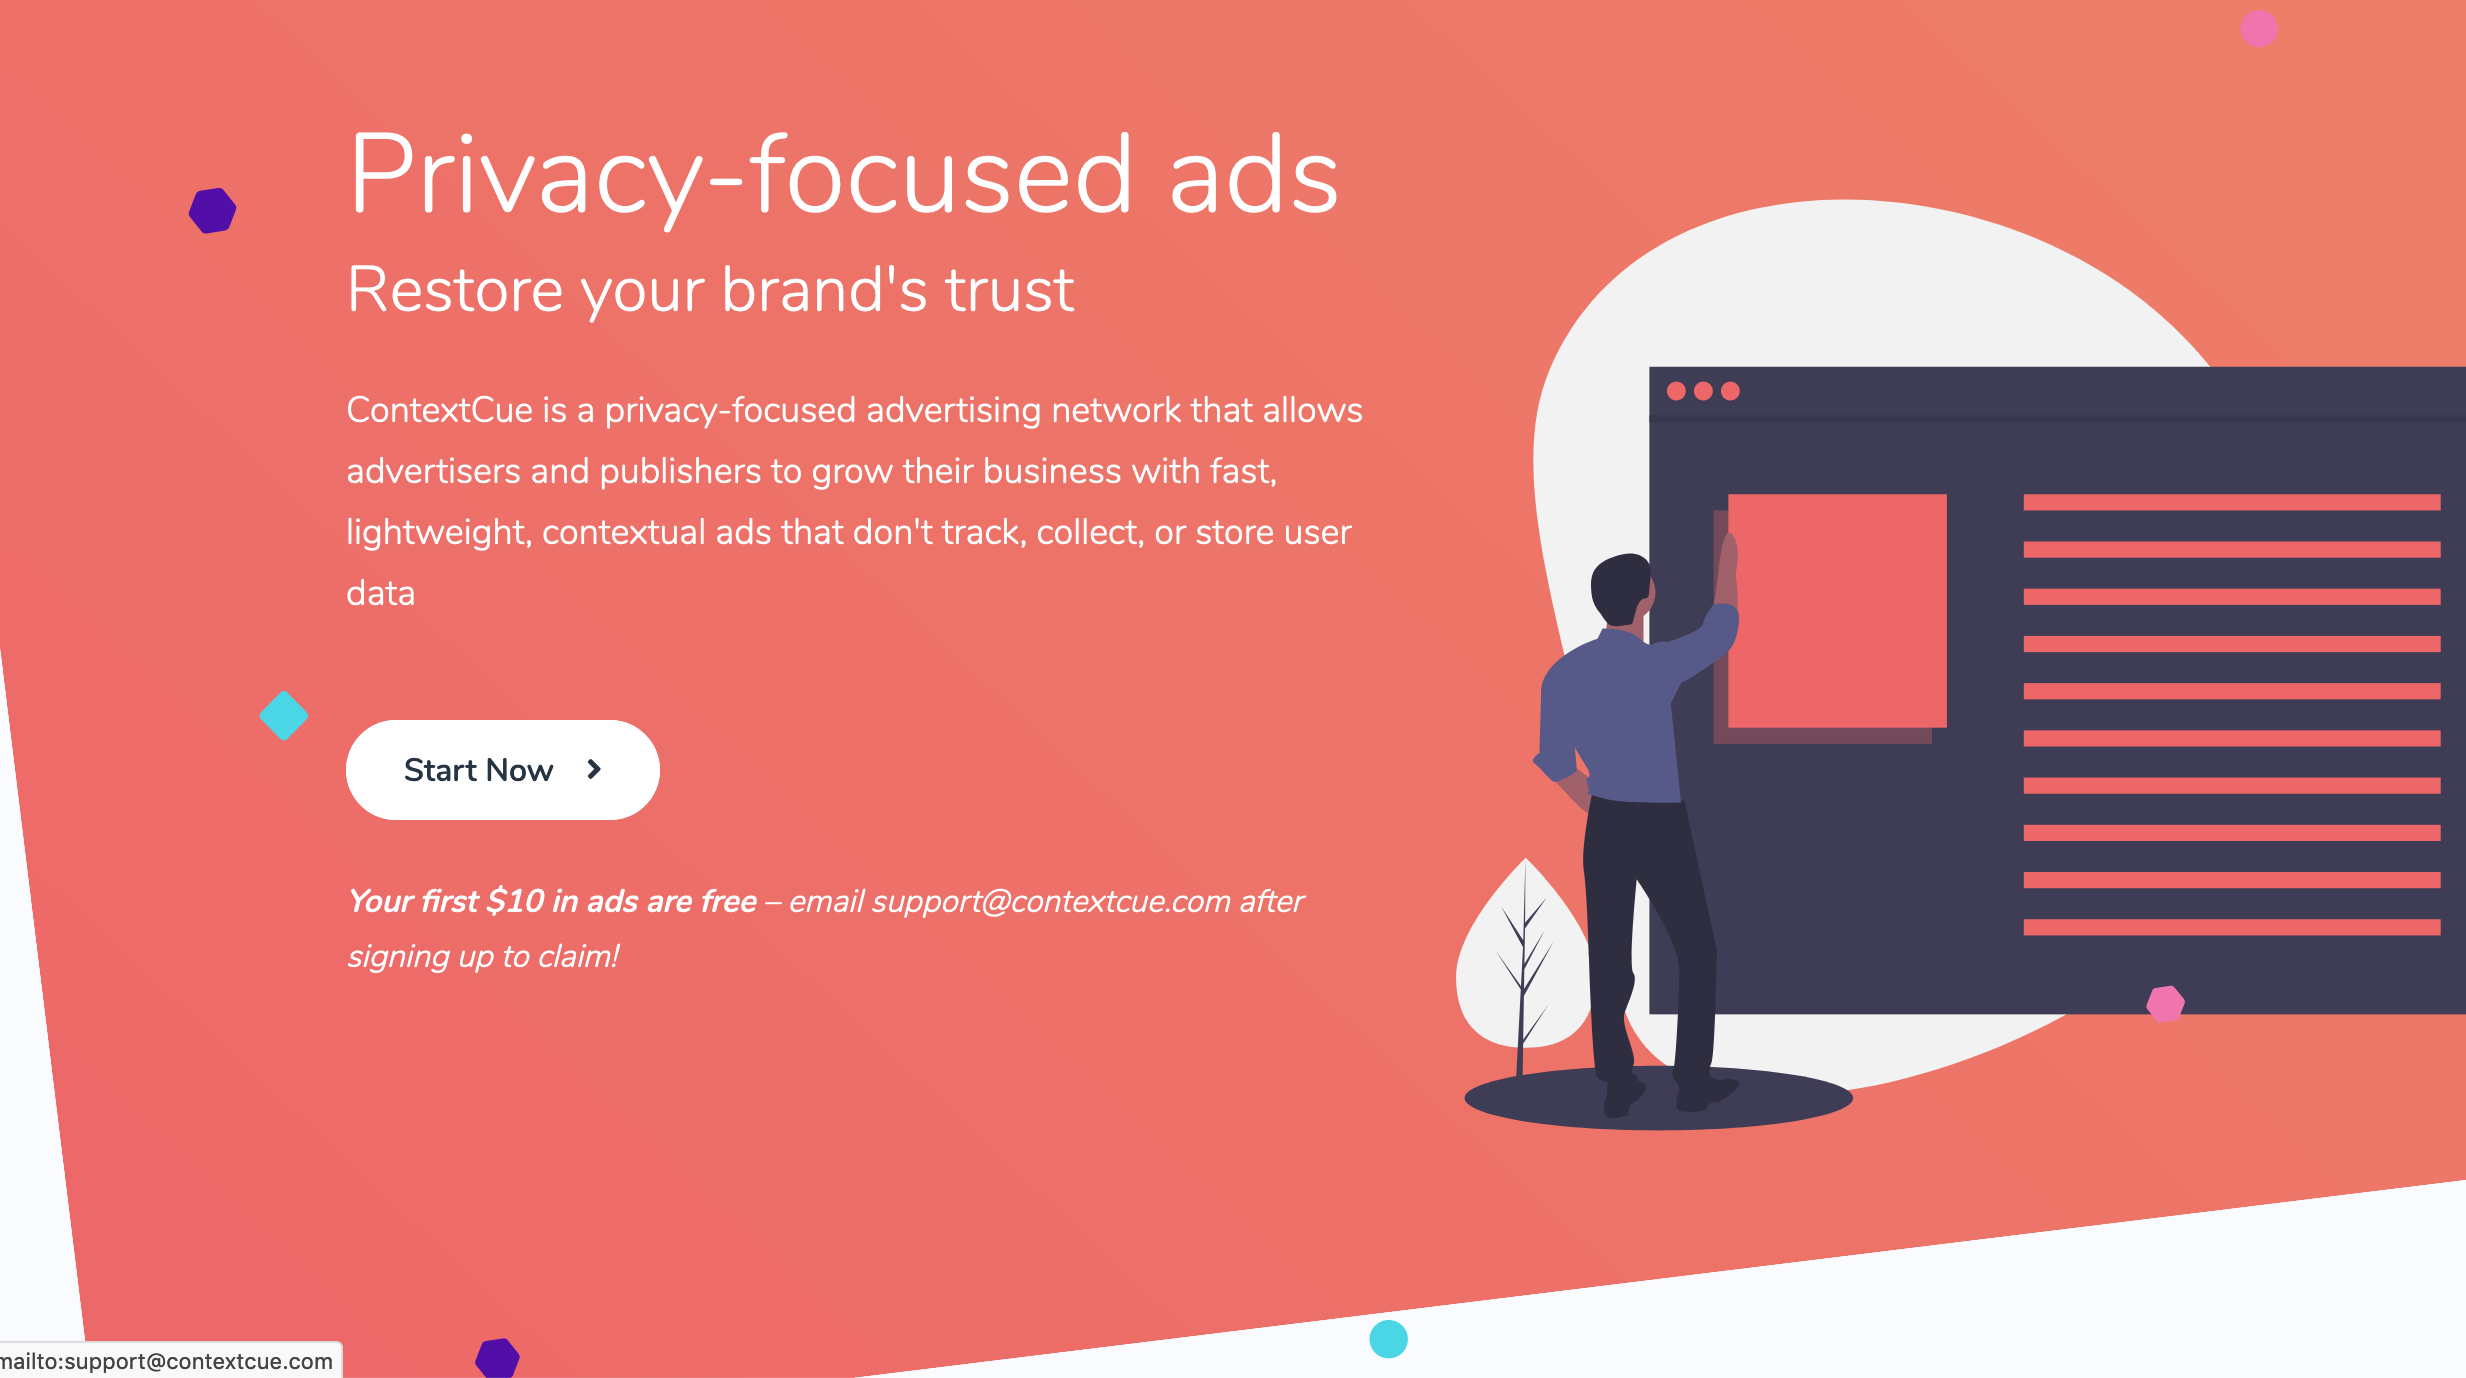 Privacy-focused ads
Restore your brand's trust
ContextCue is a privacy-focused advertising network that allows
advertisers and publishers to grow their business with fast,
lightweight, contextual ads that don't track, collect, or store user
data
Start Now
Your first $10 in ads are free – email support@contextcue.com after
signing up to claim!
mailto:support@contextcue.com